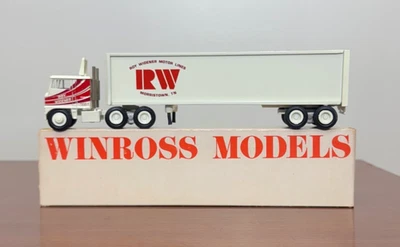 ROY WIDENER MOTOR LINES
RW
MORRISTOWN, TN
WINROSS MODELS